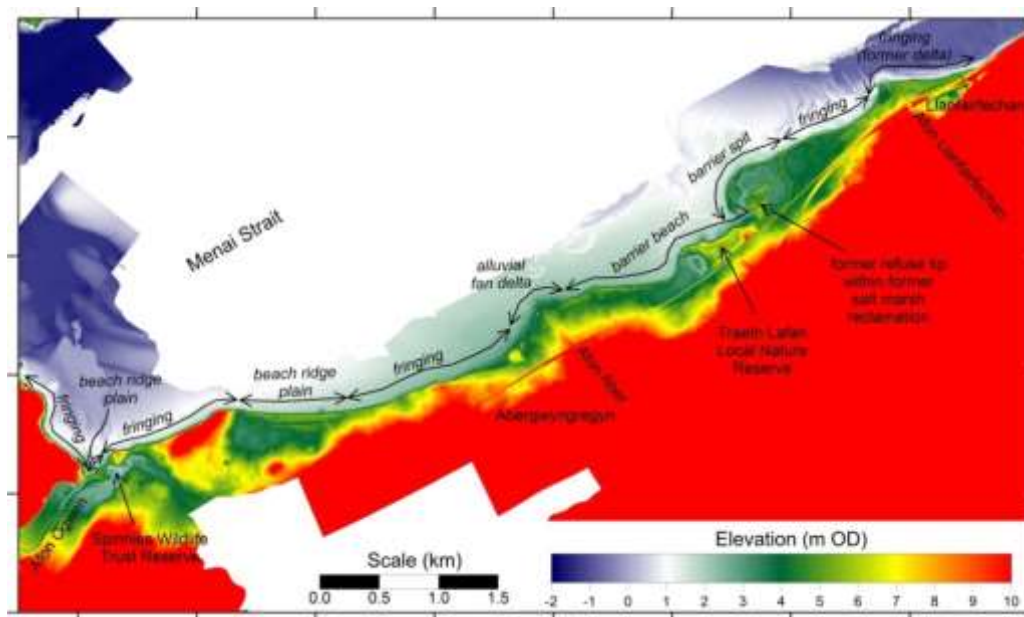 fringing
(former delta)
Llanfairfechan
fringing
Afon Llanfairfechan
barrier spit
Menai Strait
barrier beach
alluvial
fan delta
former refuse tip
within former
salt marsh
reclamation
Traeth Lafan
Local Nature
Reserve
fringing
Afon Aber
beach ridge
plain
beach ridge
plain
Abergwyngregyn
fringing
fringing
Afon Ogwen
Spinnies Wildlife
Trust Reserve
Scale (km)
0.0 0.5 1.0 1.5
Elevation (m OD)
-2 -1 0 1 2 3 4 5 6 7 8 9 10